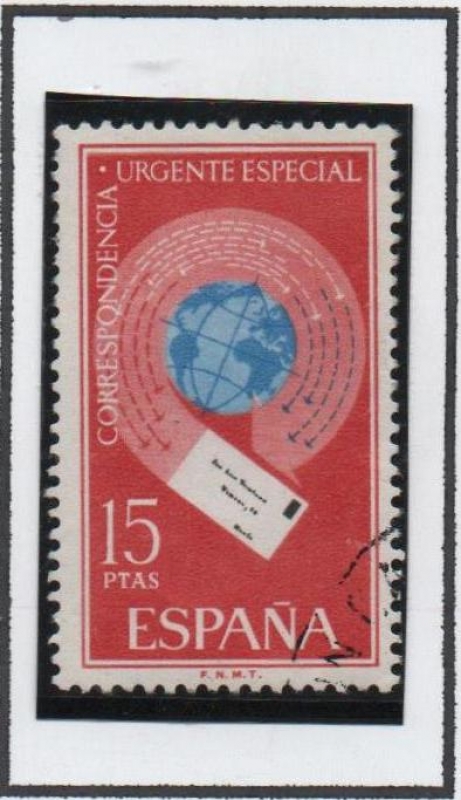 · URGENTE ESPECIAL
CORRESPONDENCIA
15
PTAS
ESPAÑA
F. N. M. T.